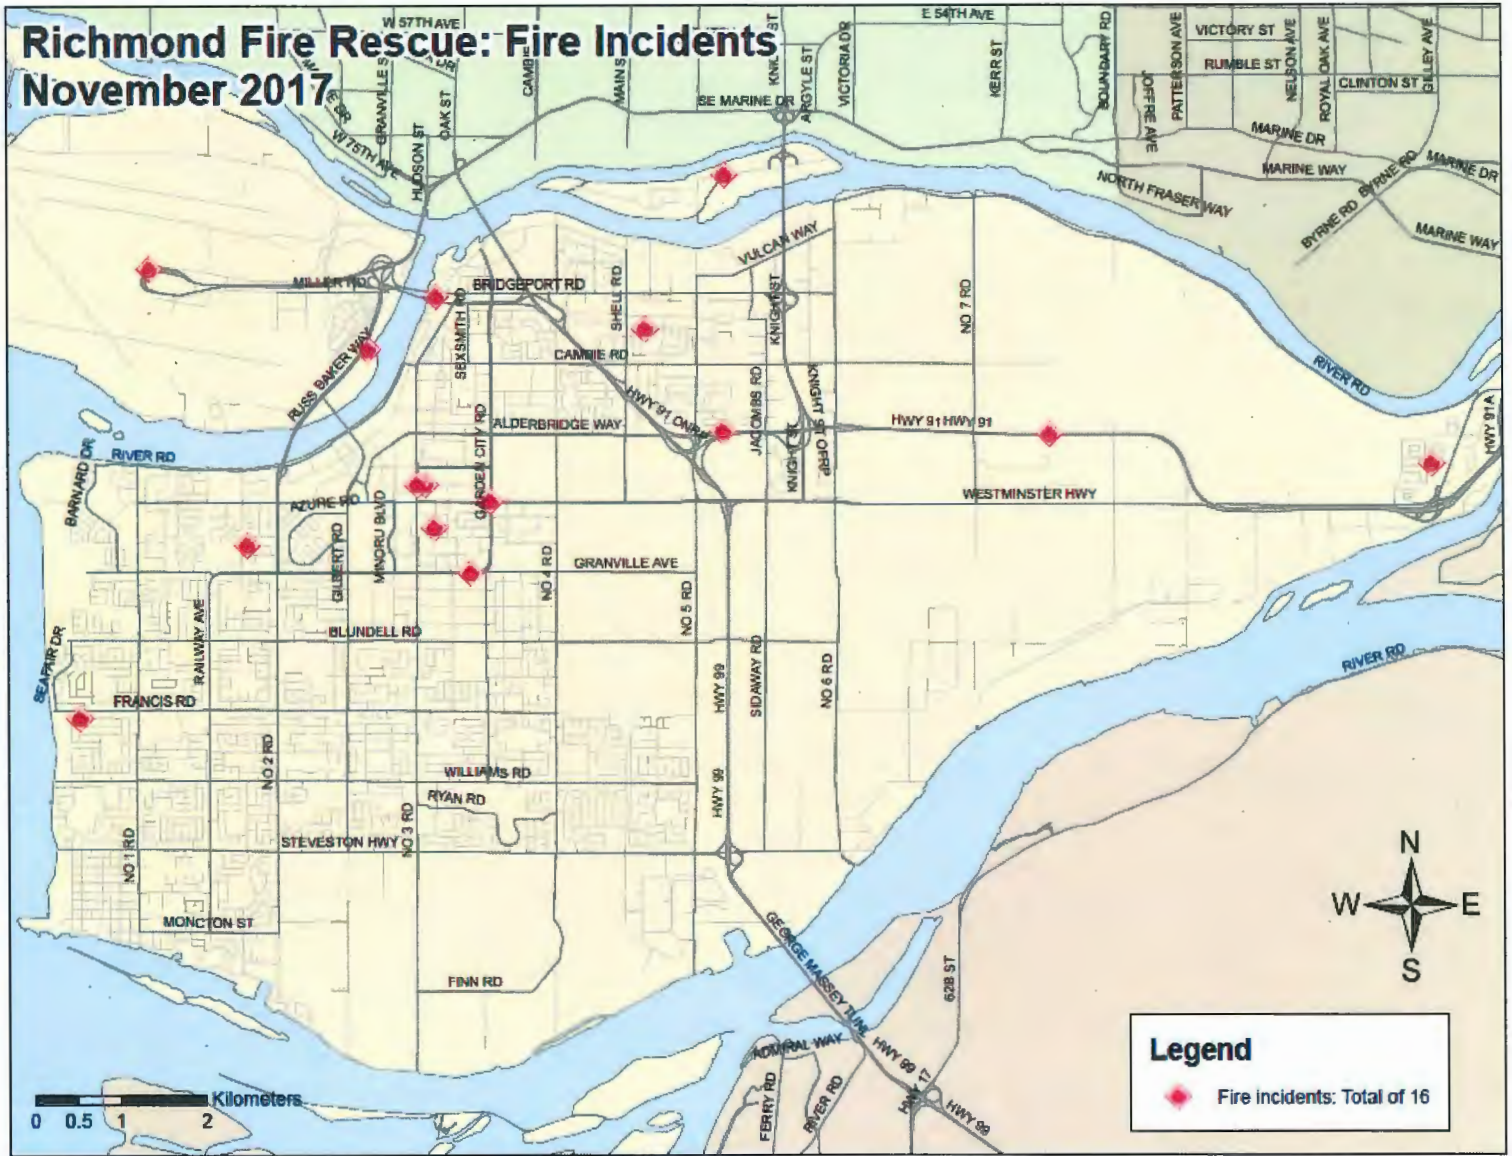 Richmond Fire Rescue: Fire Incidents
November 2017
W 57TH AVE
E 54TH AVE
VICTORIA DR
KERR ST
BOUNDARY RD
PATTERSON AVE
VICTORY ST
NELSON AVE
ROYAL OAK AVE
GILLEY AVE
RUMBLE ST
CLINTON ST
JOFFRE AVE
MARINE DR
MARINE WAY
BYRNE RD
MARINE DR
BYRNE RD
MARINE WAY
NORTH FRASER WAY
SE MARINE DR
ARGYLE ST
MAIN S
OAK ST
HUDSON ST
W 75TH AVE
VULCAN WAY
MILLER RD
BRIDGEPORT RD
SEXSMITH RD
SHELL RD
KNIGHT ST
NO 7 RD
CAMBIE RD
RUSS BAKER WAY
RIVER RD
HWY 91 ONRP
JACOMBS RD
KNIGHT ST OFRP
KNIGHT ST
HWY 91 HWY 91
HWY 91A
ALDERBRIDGE WAY
GARDEN CITY RD
RIVER RD
BARNARD DR
AZURE RD
MINORU BLVD
GILBERT RD
WESTMINSTER HWY
NO 4 RD
GRANVILLE AVE
NO 5 RD
RAILWAY AVE
BLUNDELL RD
SEAFAIR DR
FRANCIS RD
HWY 99
SIDAWAY RD
NO 6 RD
RIVER RD
NO 2 RD
WILLIAMS RD
RYAN RD
HWY 99
NO 3 RD
STEVESTON HWY
NO 1 RD
MONCTON ST
FINN RD
GEORGE MASSEY TUNL
62B ST
N
W
E
S
ADMIRAL WAY
HWY 99
HWY 17
HWY 99
FERRY RD
RIVER RD
Kilometers
0 0.5 1 2
Legend
Fire incidents: Total of 16